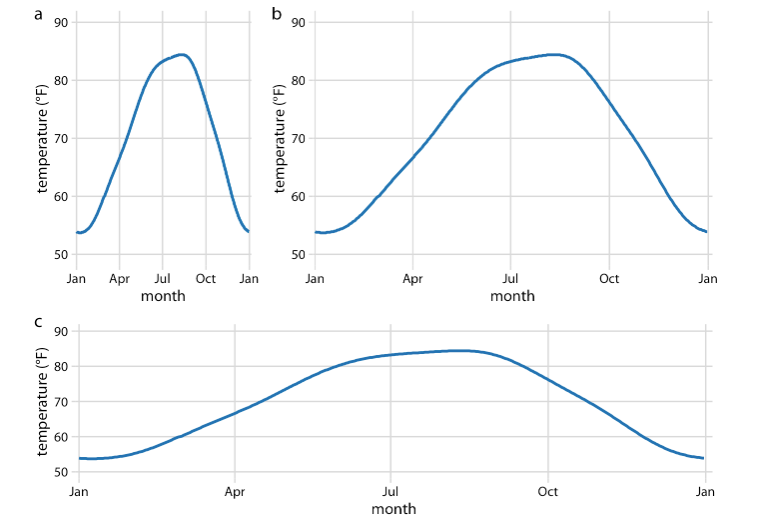 a
90
80
70
60
50
temperature (°F)
Jan Apr Jul Oct Jan
month
b
90
80
70
60
50
temperature (°F)
Jan Apr Jul Oct Jan
month
c
90
80
70
60
50
temperature (°F)
Jan Apr Jul Oct Jan
month